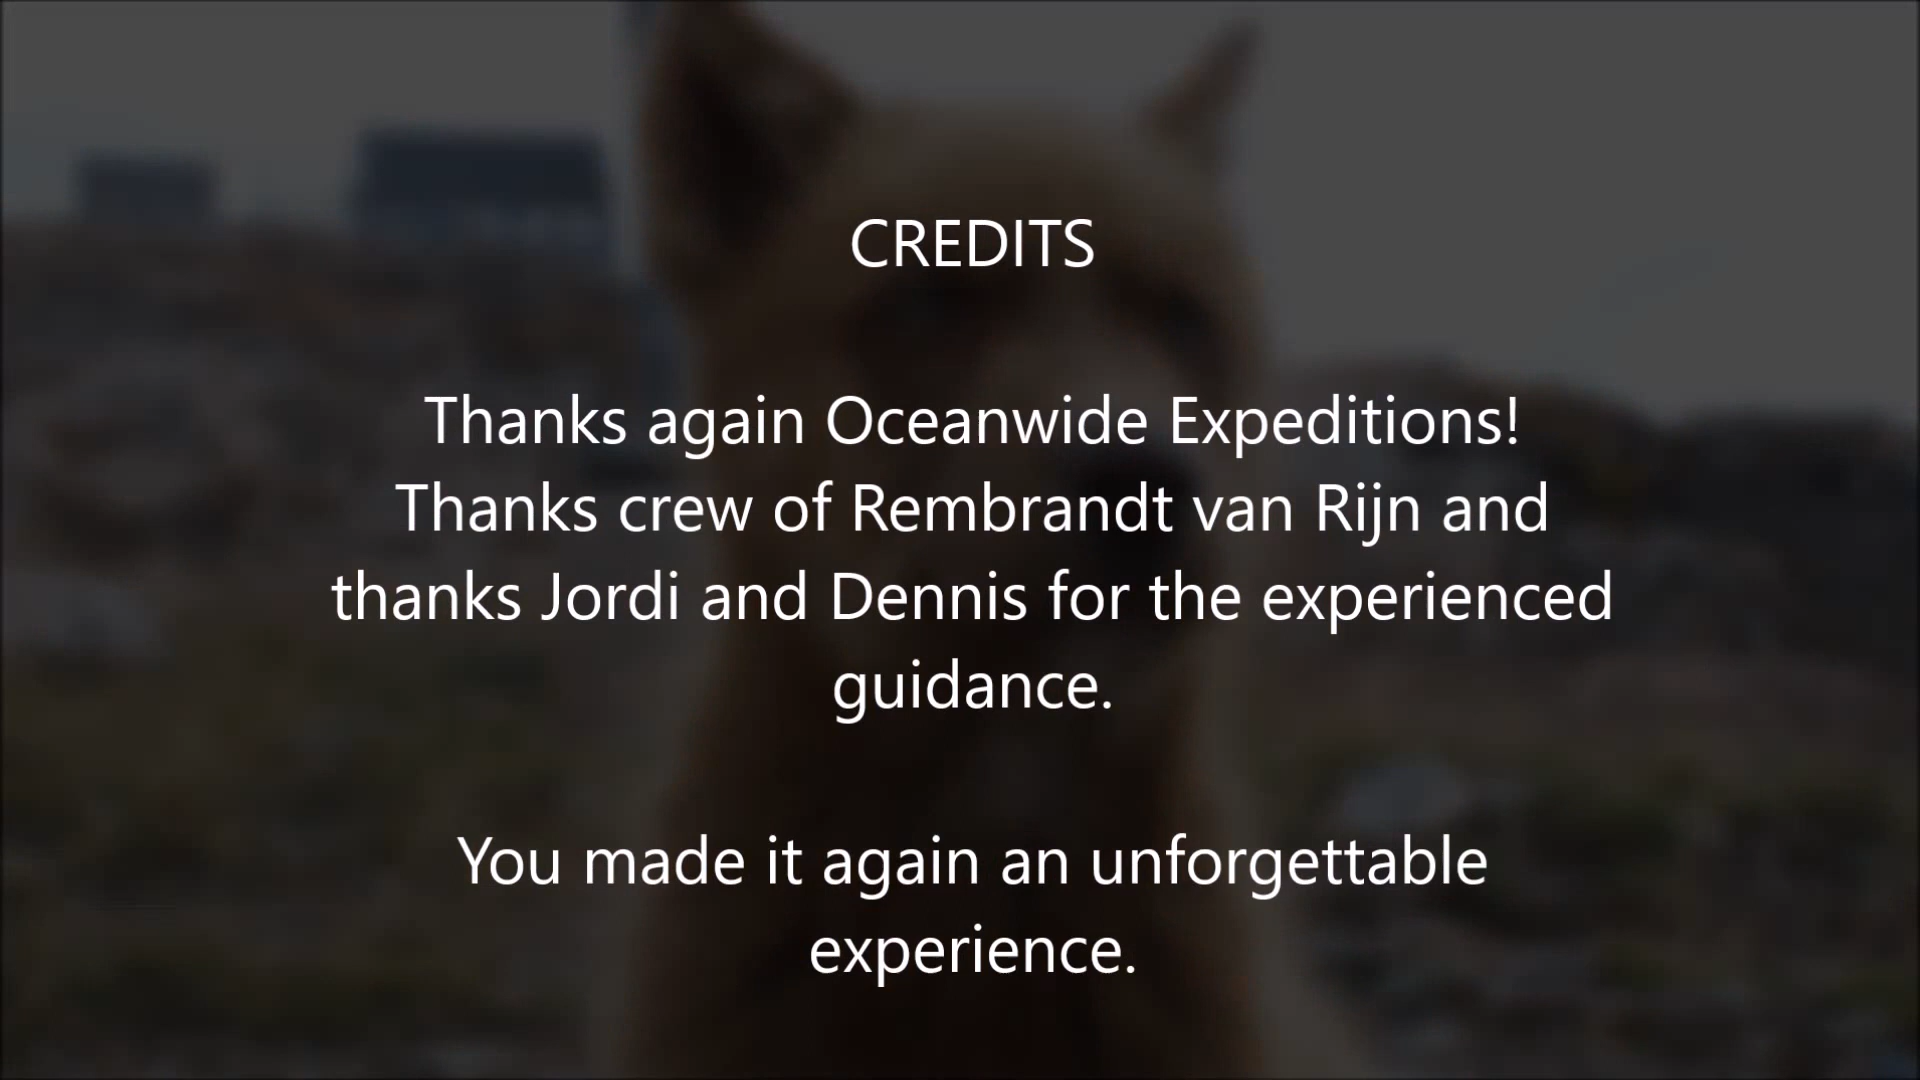 CREDITS
Thanks again Oceanwide Expeditions!
Thanks crew of Rembrandt van Rijn and
thanks Jordi and Dennis for the experienced
guidance.
You made it again an unforgettable
experience.